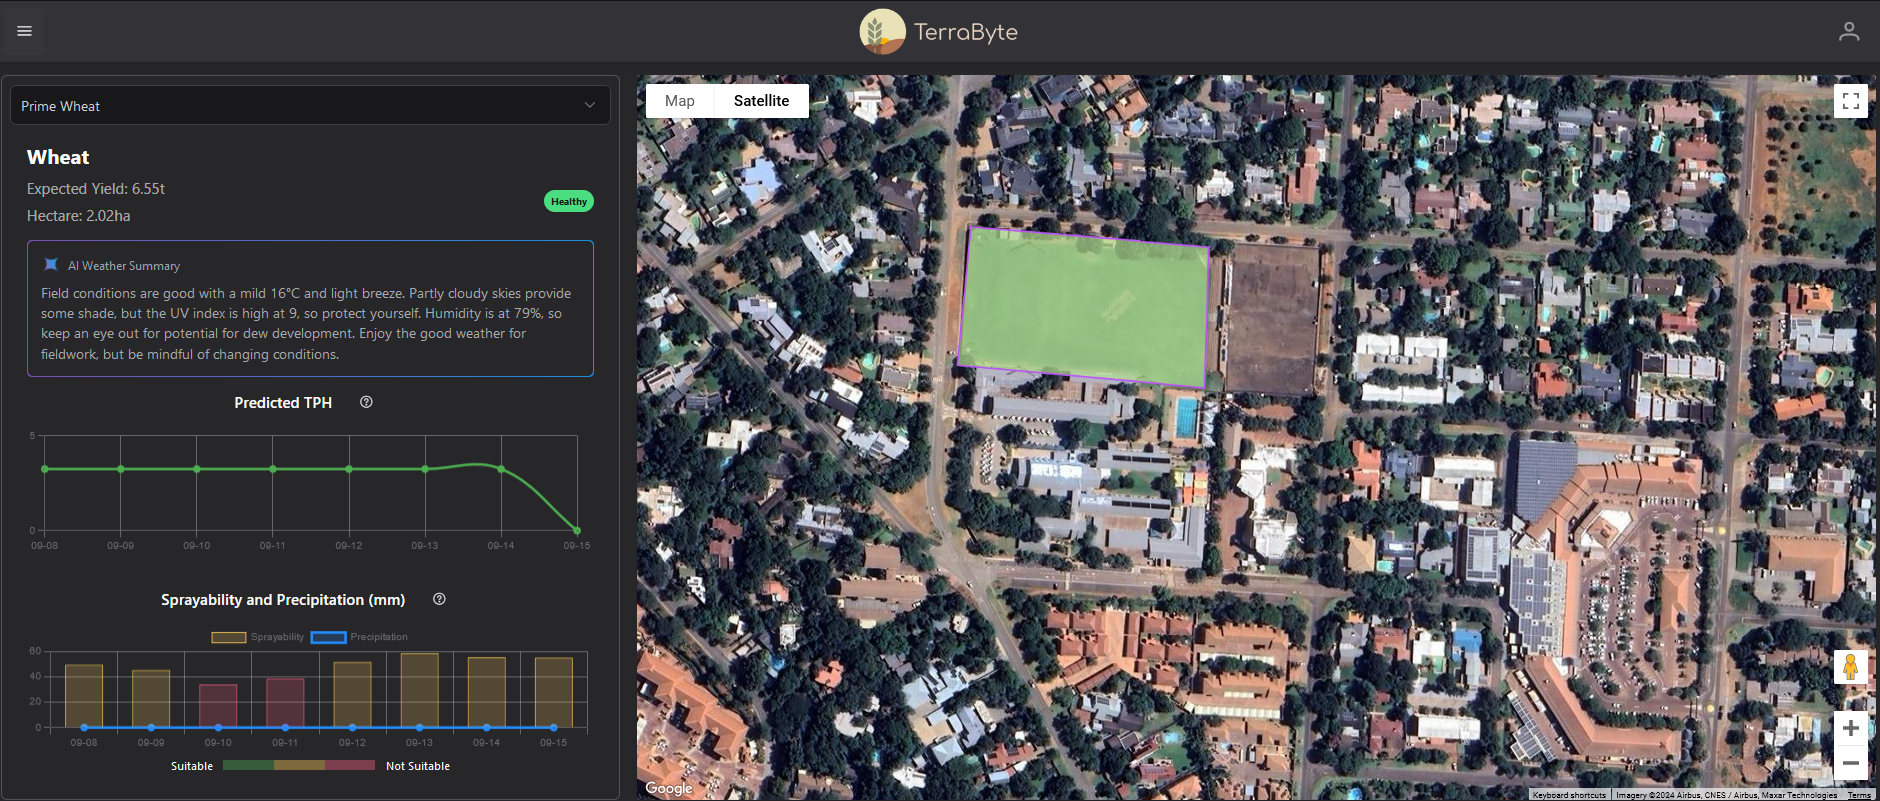 TerraByte
Prime Wheat
Wheat
Expected Yield: 6.55t
Healthy
Hectare: 2.02ha
AI Weather Summary
Field conditions are good with a mild 16°C and light breeze. Partly cloudy skies provide
some shade, but the UV index is high at 9, so protect yourself. Humidity is at 79%, so
keep an eye out for potential for dew development. Enjoy the good weather for
fieldwork, but be mindful of changing conditions.
Predicted TPH
5
0
09-08 09-09 09-10 09-11 09-12 09-13 09-14 09-15
Sprayability and Precipitation (mm)
Sprayability Precipitation
60
40
20
0
09-08 09-09 09-10 09-11 09-12 09-13 09-14 09-15
Suitable Not Suitable
Map Satellite
Google
Keyboard shortcuts Imagery ©2024 Airbus, CNES / Airbus, Maxar Technologies Terms